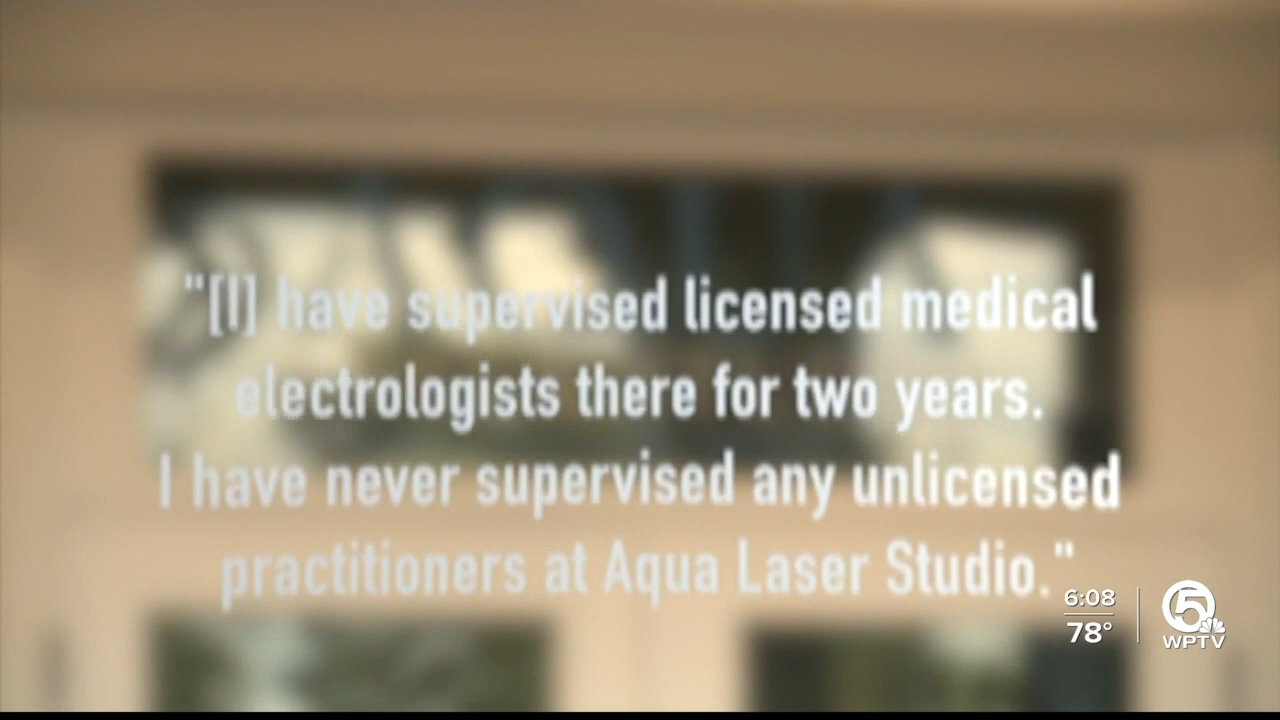 "[I] have supervised licensed medical
electrologists there for two years.
I have never supervised any unlicensed
practitioners at Aqua Laser Studio."
6:08
78°
5
WPTV